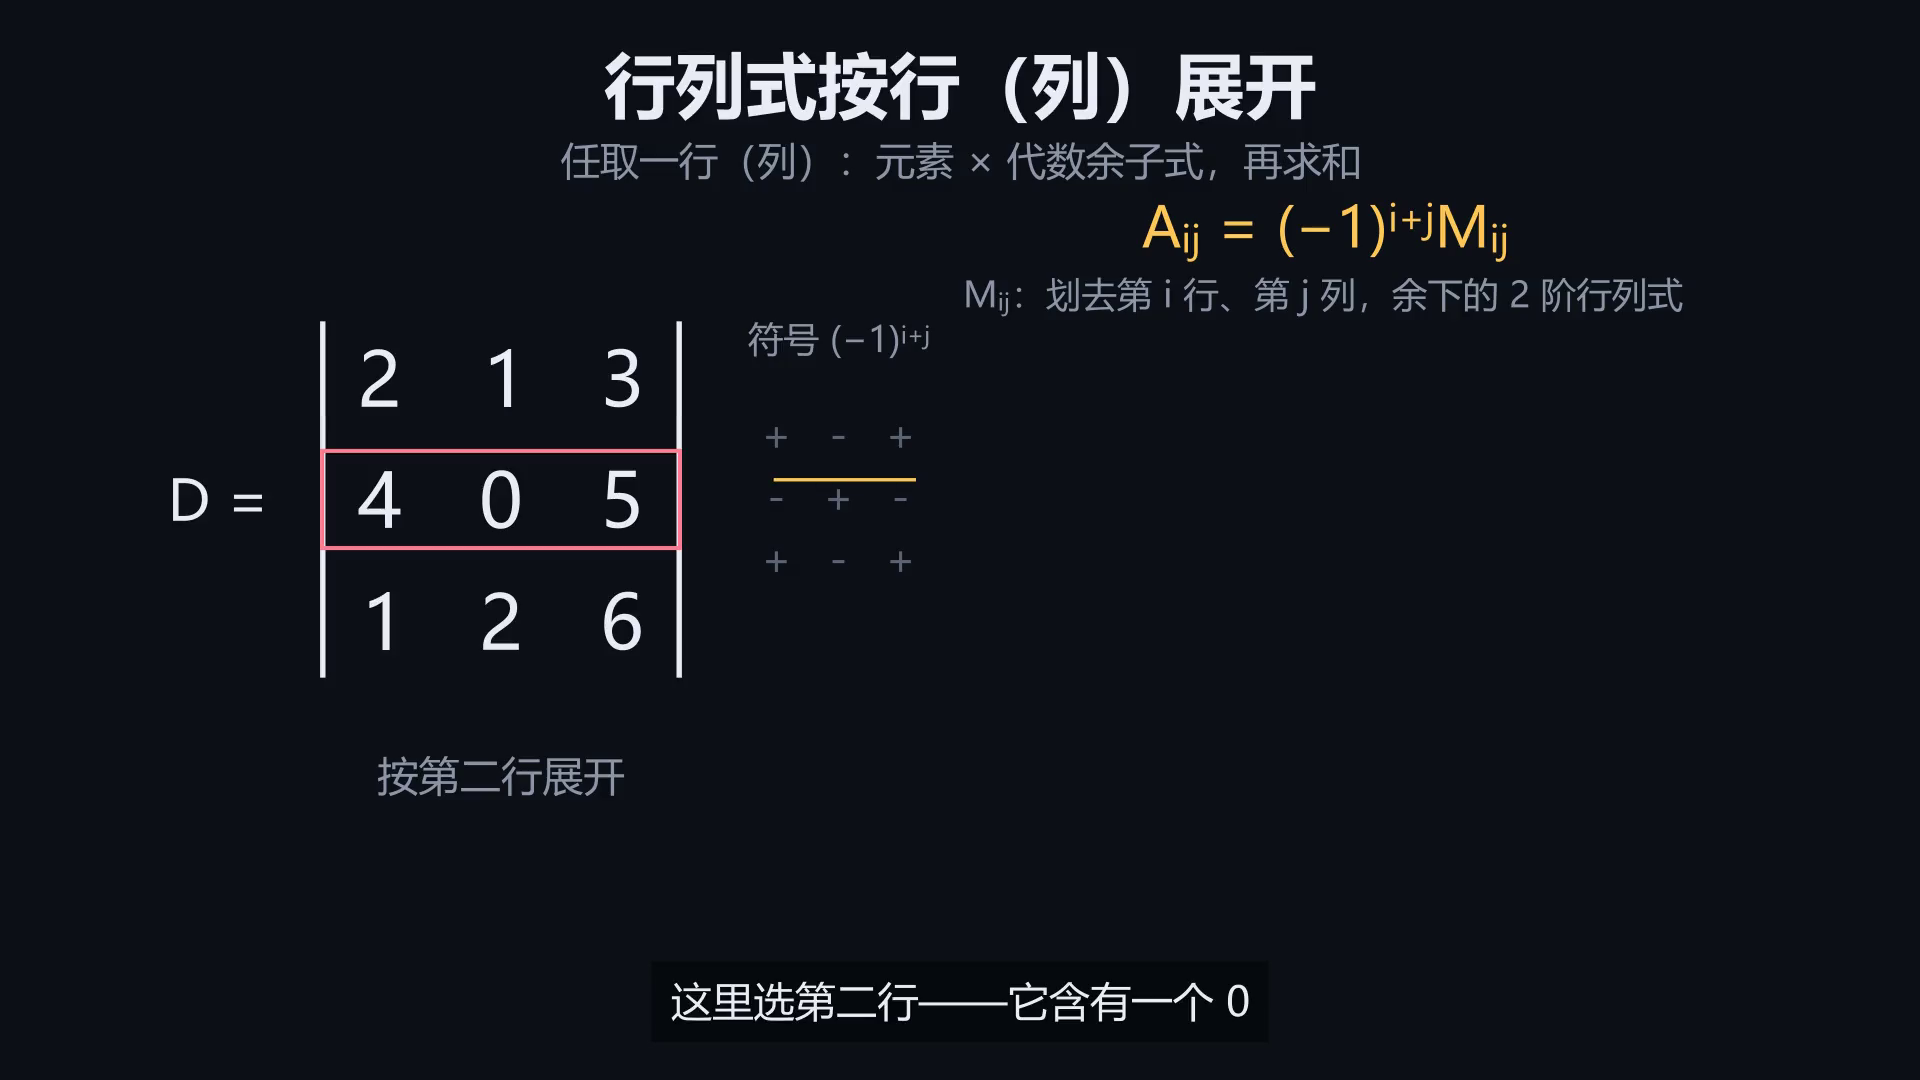 行列式按行（列）展开
任取一行（列）：元素 × 代数余子式，再求和
Aᵢⱼ = (−1)ⁱ⁺ʲMᵢⱼ
Mᵢⱼ：划去第 i 行、第 j 列，余下的 2 阶行列式
符号 (−1)ⁱ⁺ʲ
2 1 3
+ - +
D =
4 0 5
- + -
1 2 6
+ - +
按第二行展开
这里选第二行——它含有一个 0